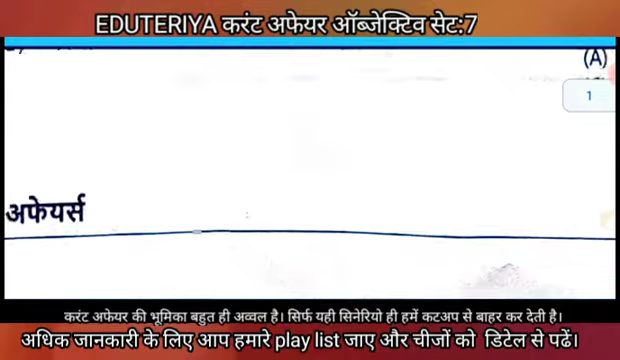 EDUTERIYA करंट अफेयर ऑब्जेक्टिव सेट:7
(A)
1
अफेयर्स
करंट अफेयर की भूमिका बहुत ही अव्वल है। सिर्फ यही सिनेरियो ही हमें कटअप से बाहर कर देती है।
अधिक जानकारी के लिए आप हमारे play list जाए और चीजों को डिटेल से पढें।